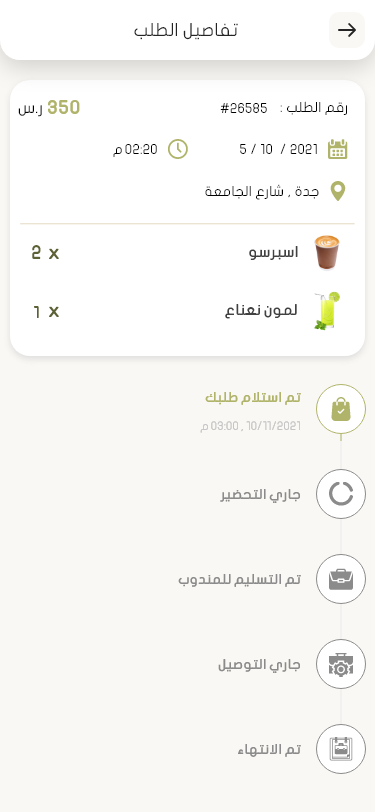 تفاصيل الطلب
رقم الطلب : #26585
350 ر.س
2021 / 10 / 5
02:20 م
جدة , شارع الجامعة
اسبرسو
x 2
لمون نعناع
x 1
تم استلام طلبك
10/11/2021 , 03:00 م
جاري التحضير
تم التسليم للمندوب
جاري التوصيل
تم الانتهاء